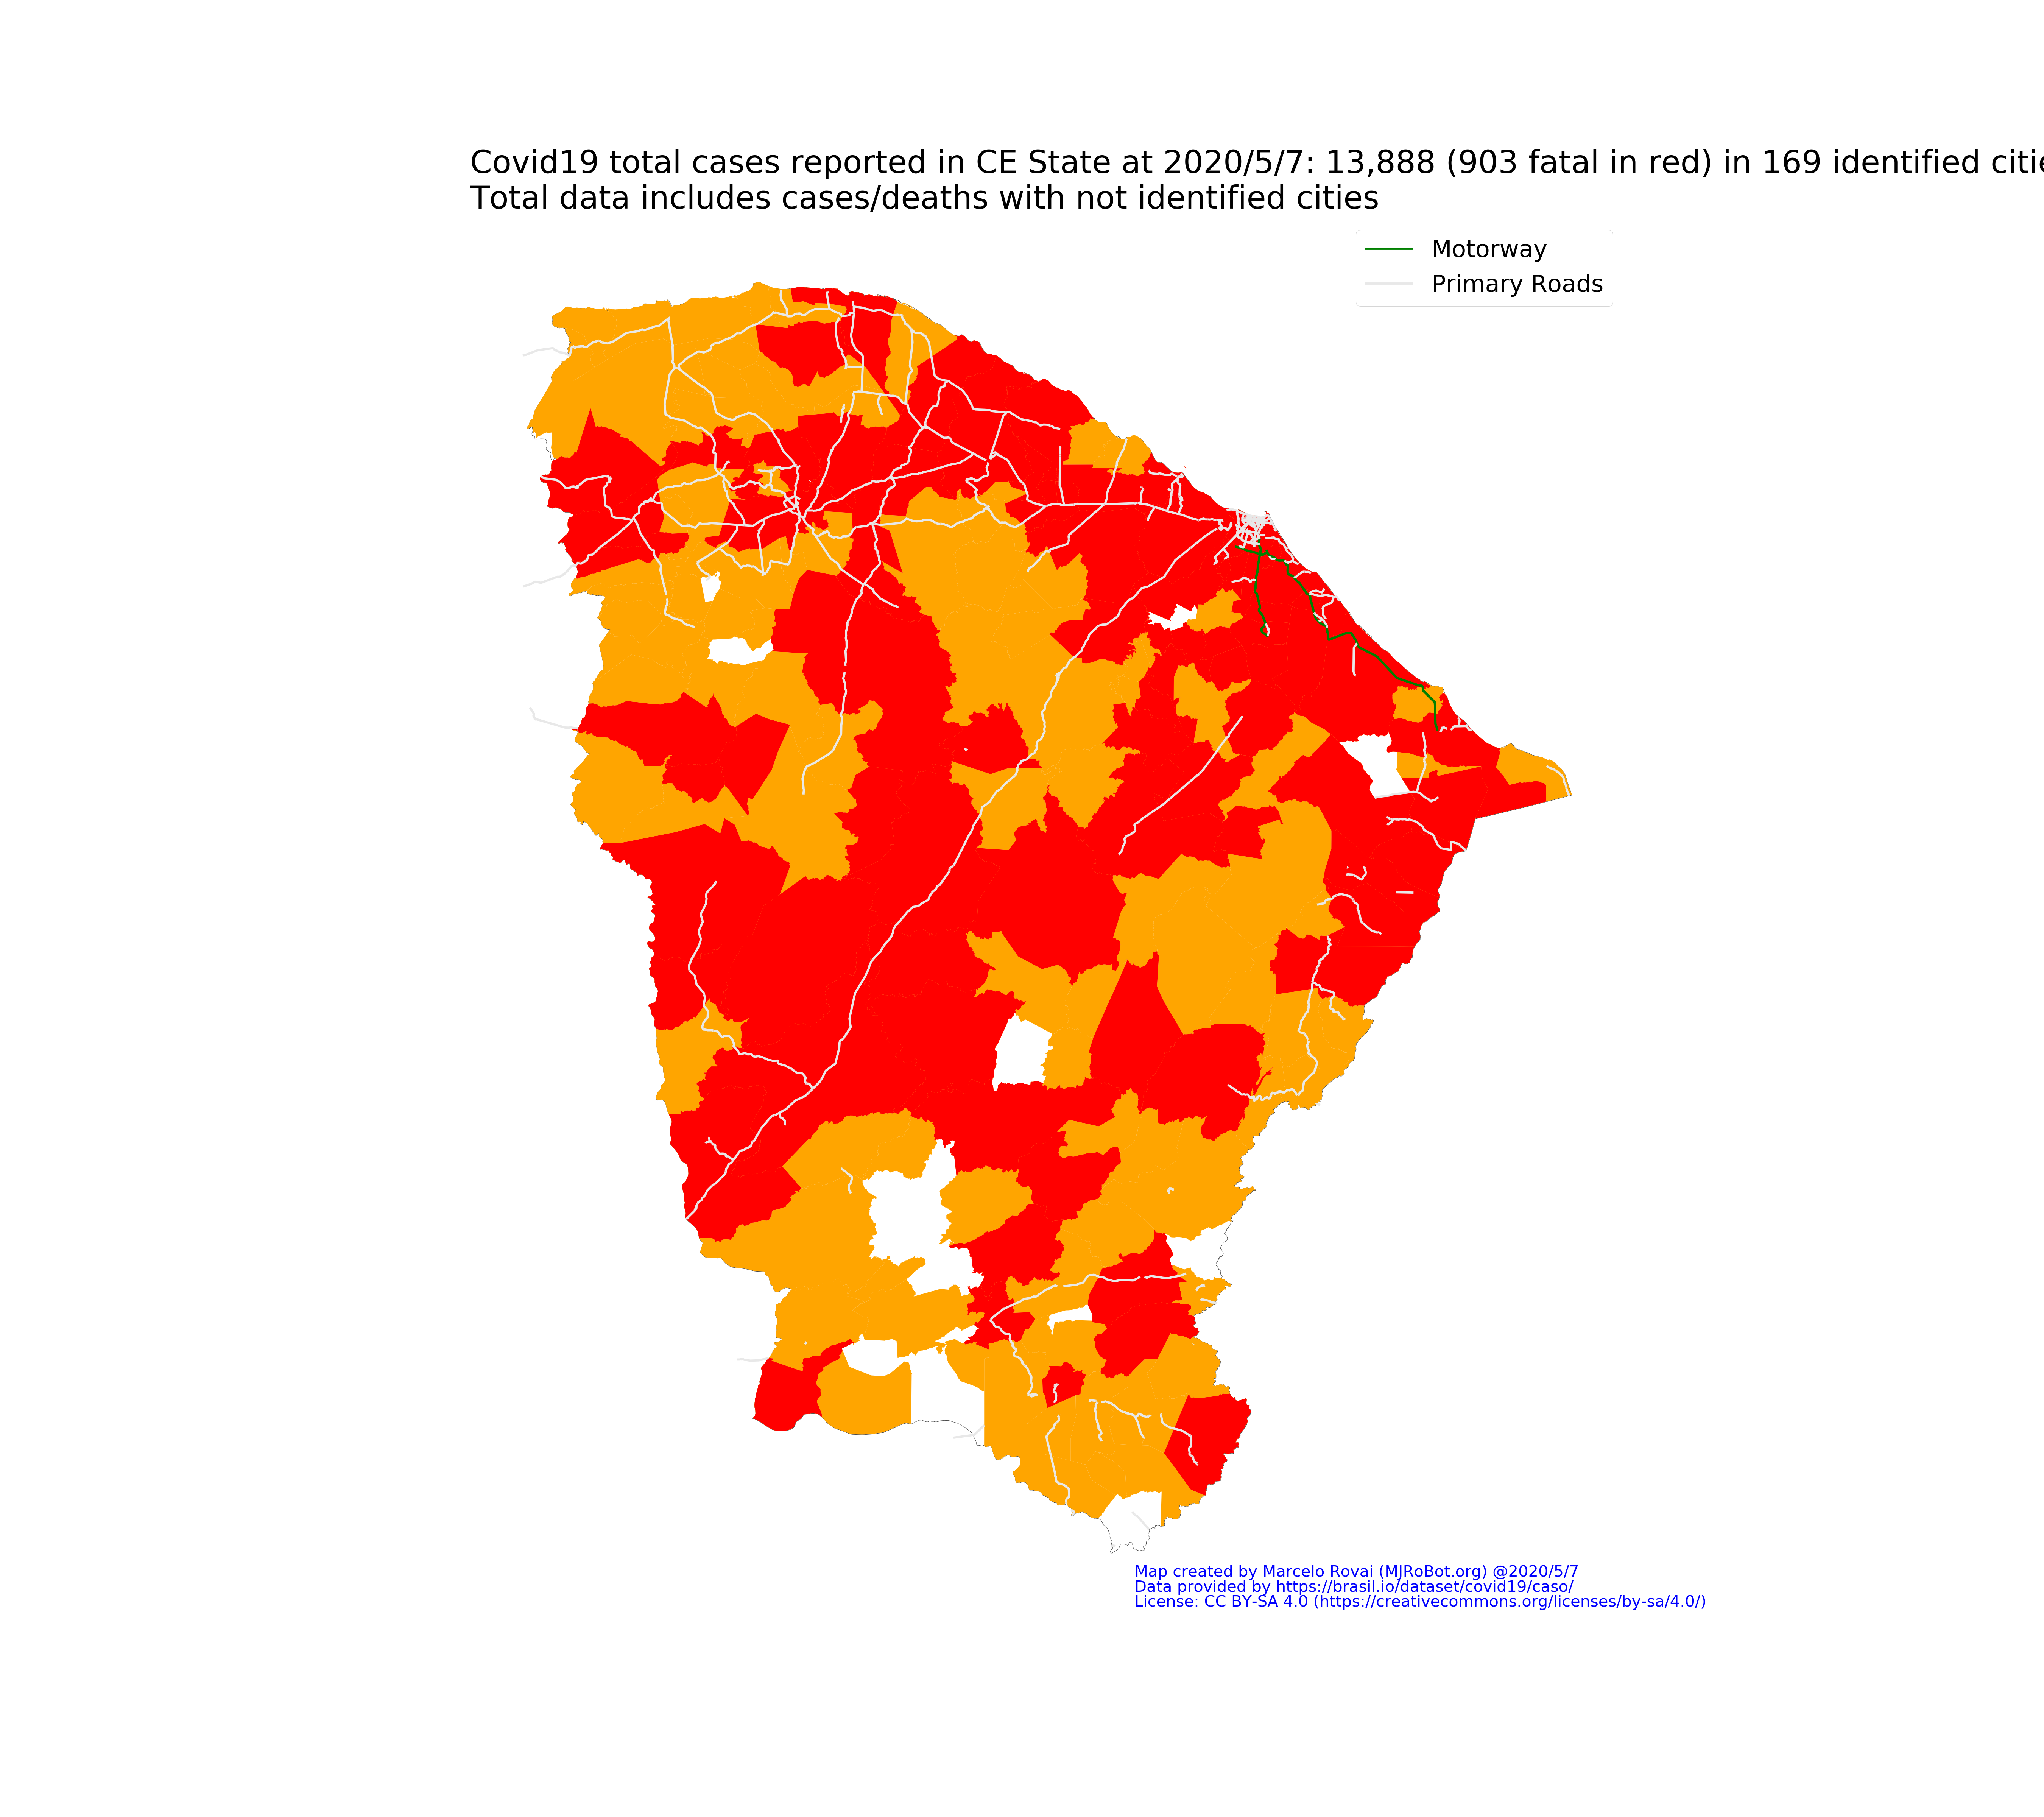 Covid19 total cases reported in CE State at 2020/5/7: 13,888 (903 fatal in red) in 169 identified citie
Total data includes cases/deaths with not identified cities
Motorway
Primary Roads
Map created by Marcelo Rovai (MJRoBot.org) @2020/5/7
Data provided by https://brasil.io/dataset/covid19/caso/
License: CC BY-SA 4.0 (https://creativecommons.org/licenses/by-sa/4.0/)